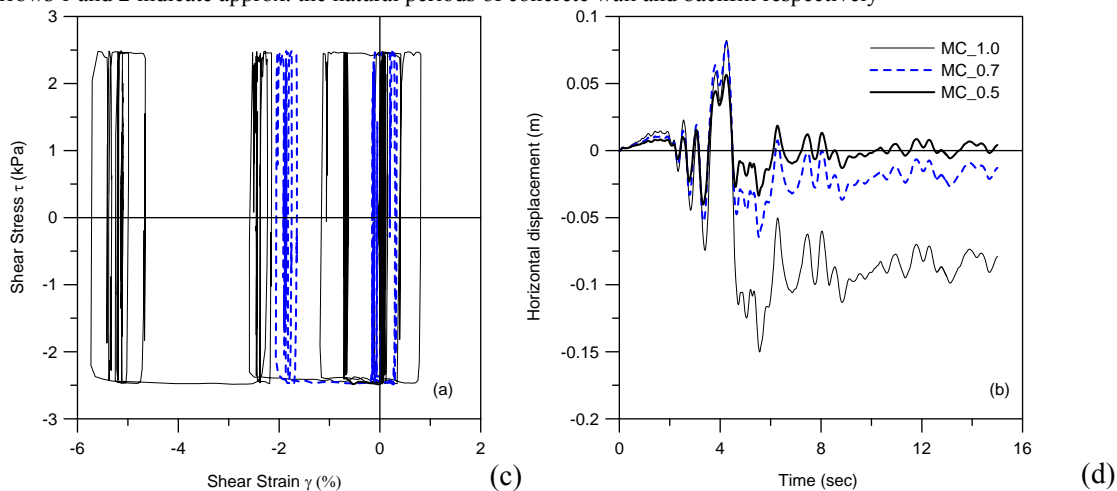 rows 1 and 2 indicate approx. the natural periods of concrete wall and backfill respectively
3
2
1
0
-1
-2
-3
Shear Stress τ (kPa)
-6 -4 -2 0 2
Shear Strain γ (%)
(a)
(c)
0.1
0.05
0
-0.05
-0.1
-0.15
-0.2
Horizontal displacement (m)
MC_1.0
MC_0.7
MC_0.5
(b)
0 4 8 12 16
Time (sec)
(d)